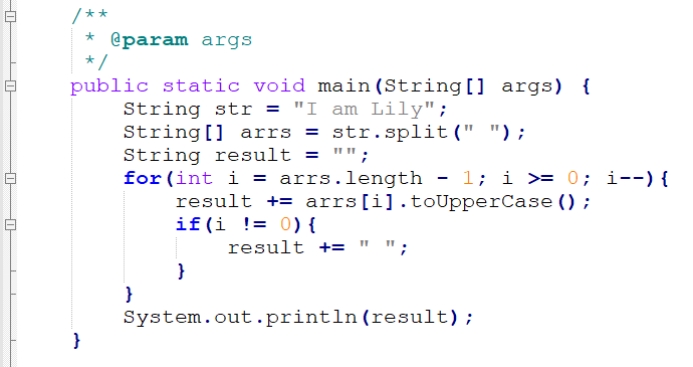 /**
 * @param args
 */
public static void main(String[] args) {
    String str = "I am Lily";
    String[] arrs = str.split(" ");
    String result = "";
    for(int i = arrs.length - 1; i >= 0; i--){
        result += arrs[i].toUpperCase();
        if(i != 0){
            result += " ";
        }
    }
    System.out.println(result);
}